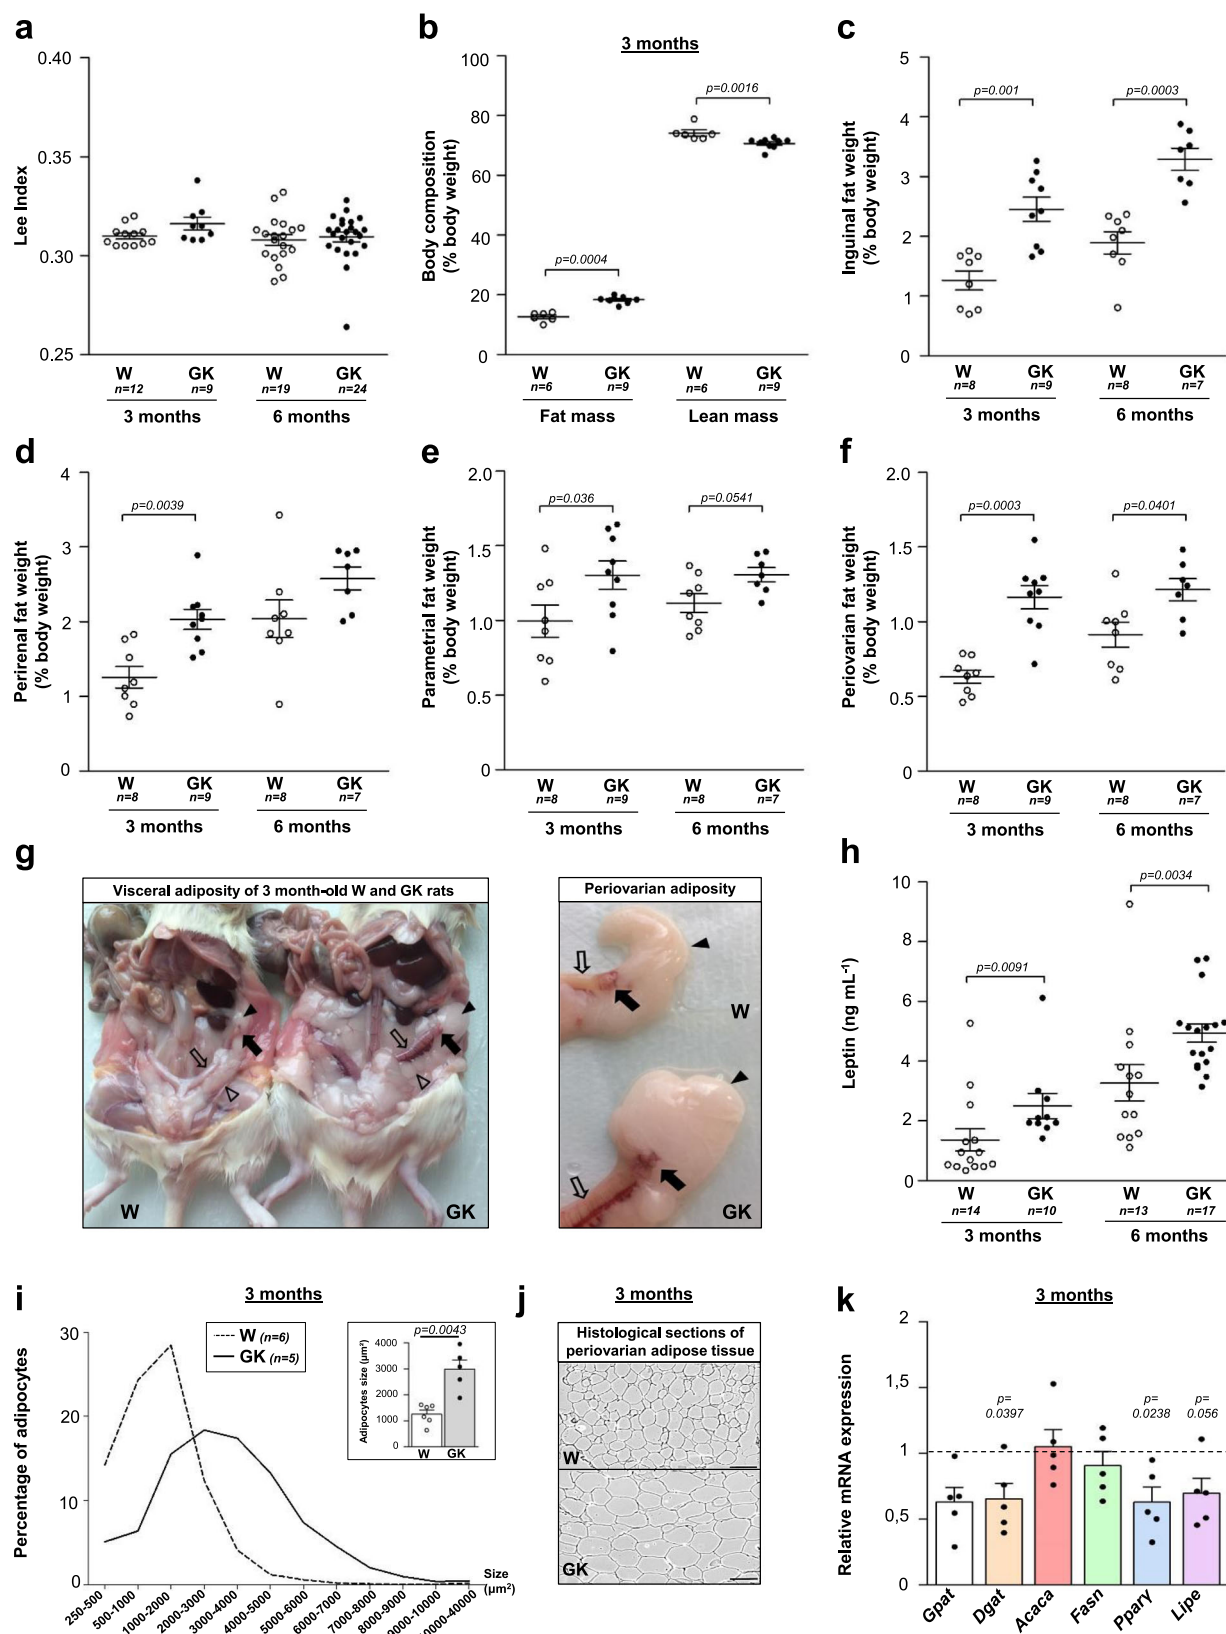 a
0.40
0.35
0.30
0.25
Lee Index
W GK W GK
n=12 n=9 n=19 n=24
3 months 6 months
b
3 months
100
80
60
40
20
0
Body composition
(% body weight)
p=0.0004
p=0.0016
W GK W GK
n=6 n=9 n=6 n=9
Fat mass Lean mass
c
5
4
3
2
1
0
Inguinal fat weight
(% body weight)
p=0.001
p=0.0003
W GK W GK
n=8 n=9 n=8 n=7
3 months 6 months
d
4
3
2
1
0
Perirenal fat weight
(% body weight)
p=0.0039
W GK W GK
n=8 n=9 n=8 n=7
3 months 6 months
e
2.0
1.5
1.0
0.5
0
Parametrial fat weight
(% body weight)
p=0.036
p=0.0541
W GK W GK
n=8 n=9 n=8 n=7
3 months 6 months
f
2.0
1.5
1.0
0.5
0
Periovarian fat weight
(% body weight)
p=0.0003
p=0.0401
W GK W GK
n=8 n=9 n=8 n=7
3 months 6 months
g
Visceral adiposity of 3 month-old W and GK rats
W GK
Periovarian adiposity
W
GK
h
10
8
6
4
2
0
Leptin (ng mL⁻¹)
p=0.0091
p=0.0034
W GK W GK
n=14 n=10 n=13 n=17
3 months 6 months
i
3 months
30
20
10
0
Percentage of adipocytes
W (n=6)
GK (n=5)
p=0.0043
4000
3000
2000
1000
0
Adipocytes size (µm²)
W GK
Size
(µm²)
250-500
500-1000
1000-2000
2000-3000
3000-4000
4000-5000
5000-6000
6000-7000
7000-8000
8000-9000
j
3 months
Histological sections of
periovarian adipose tissue
W
GK
k
3 months
2
1,5
1
0,5
0
Relative mRNA expression
p=
0.0397
p=
0.0238
p=
0.056
Gpat
Dgat
Acaca
Fasn
Pparγ
Lipe